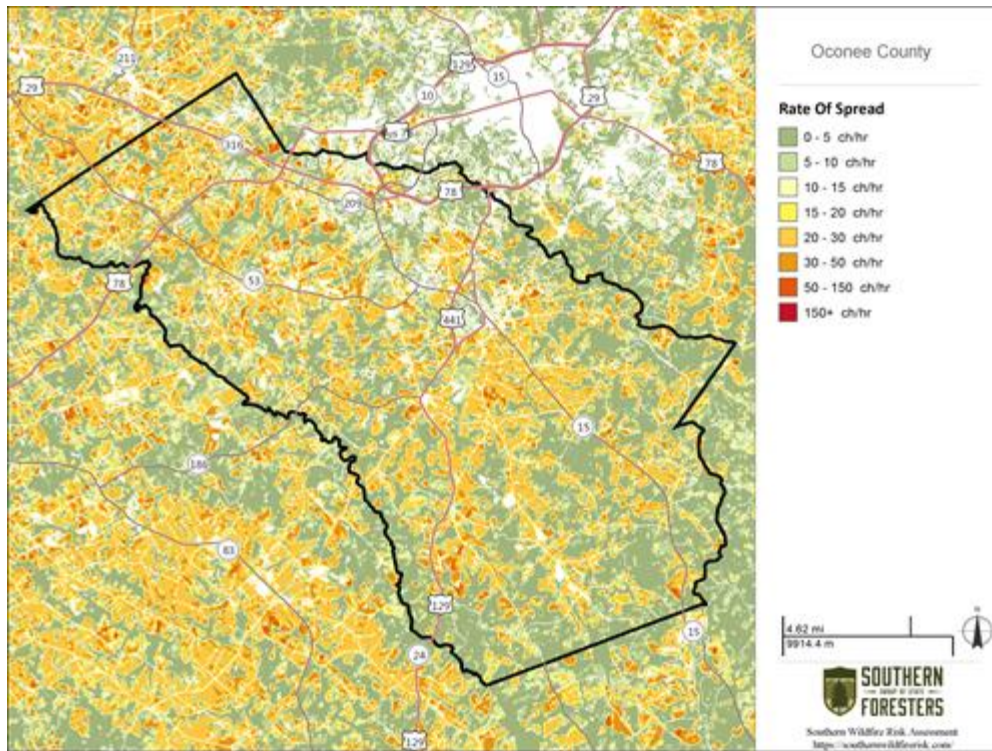 Oconee County
Rate Of Spread
0 - 5 ch/hr
5 - 10 ch/hr
10 - 15 ch/hr
15 - 20 ch/hr
20 - 30 ch/hr
30 - 50 ch/hr
50 - 150 ch/hr
150+ ch/hr
211
29
129
15
10
29
316
78
209
78
78
53
441
15
186
83
129
15
24
129
N
4.62 mi
9914.4 m
SOUTHERN
GROUP OF STATE
FORESTERS
Southern Wildfire Risk Assessment
https://southernwildfirerisk.com/